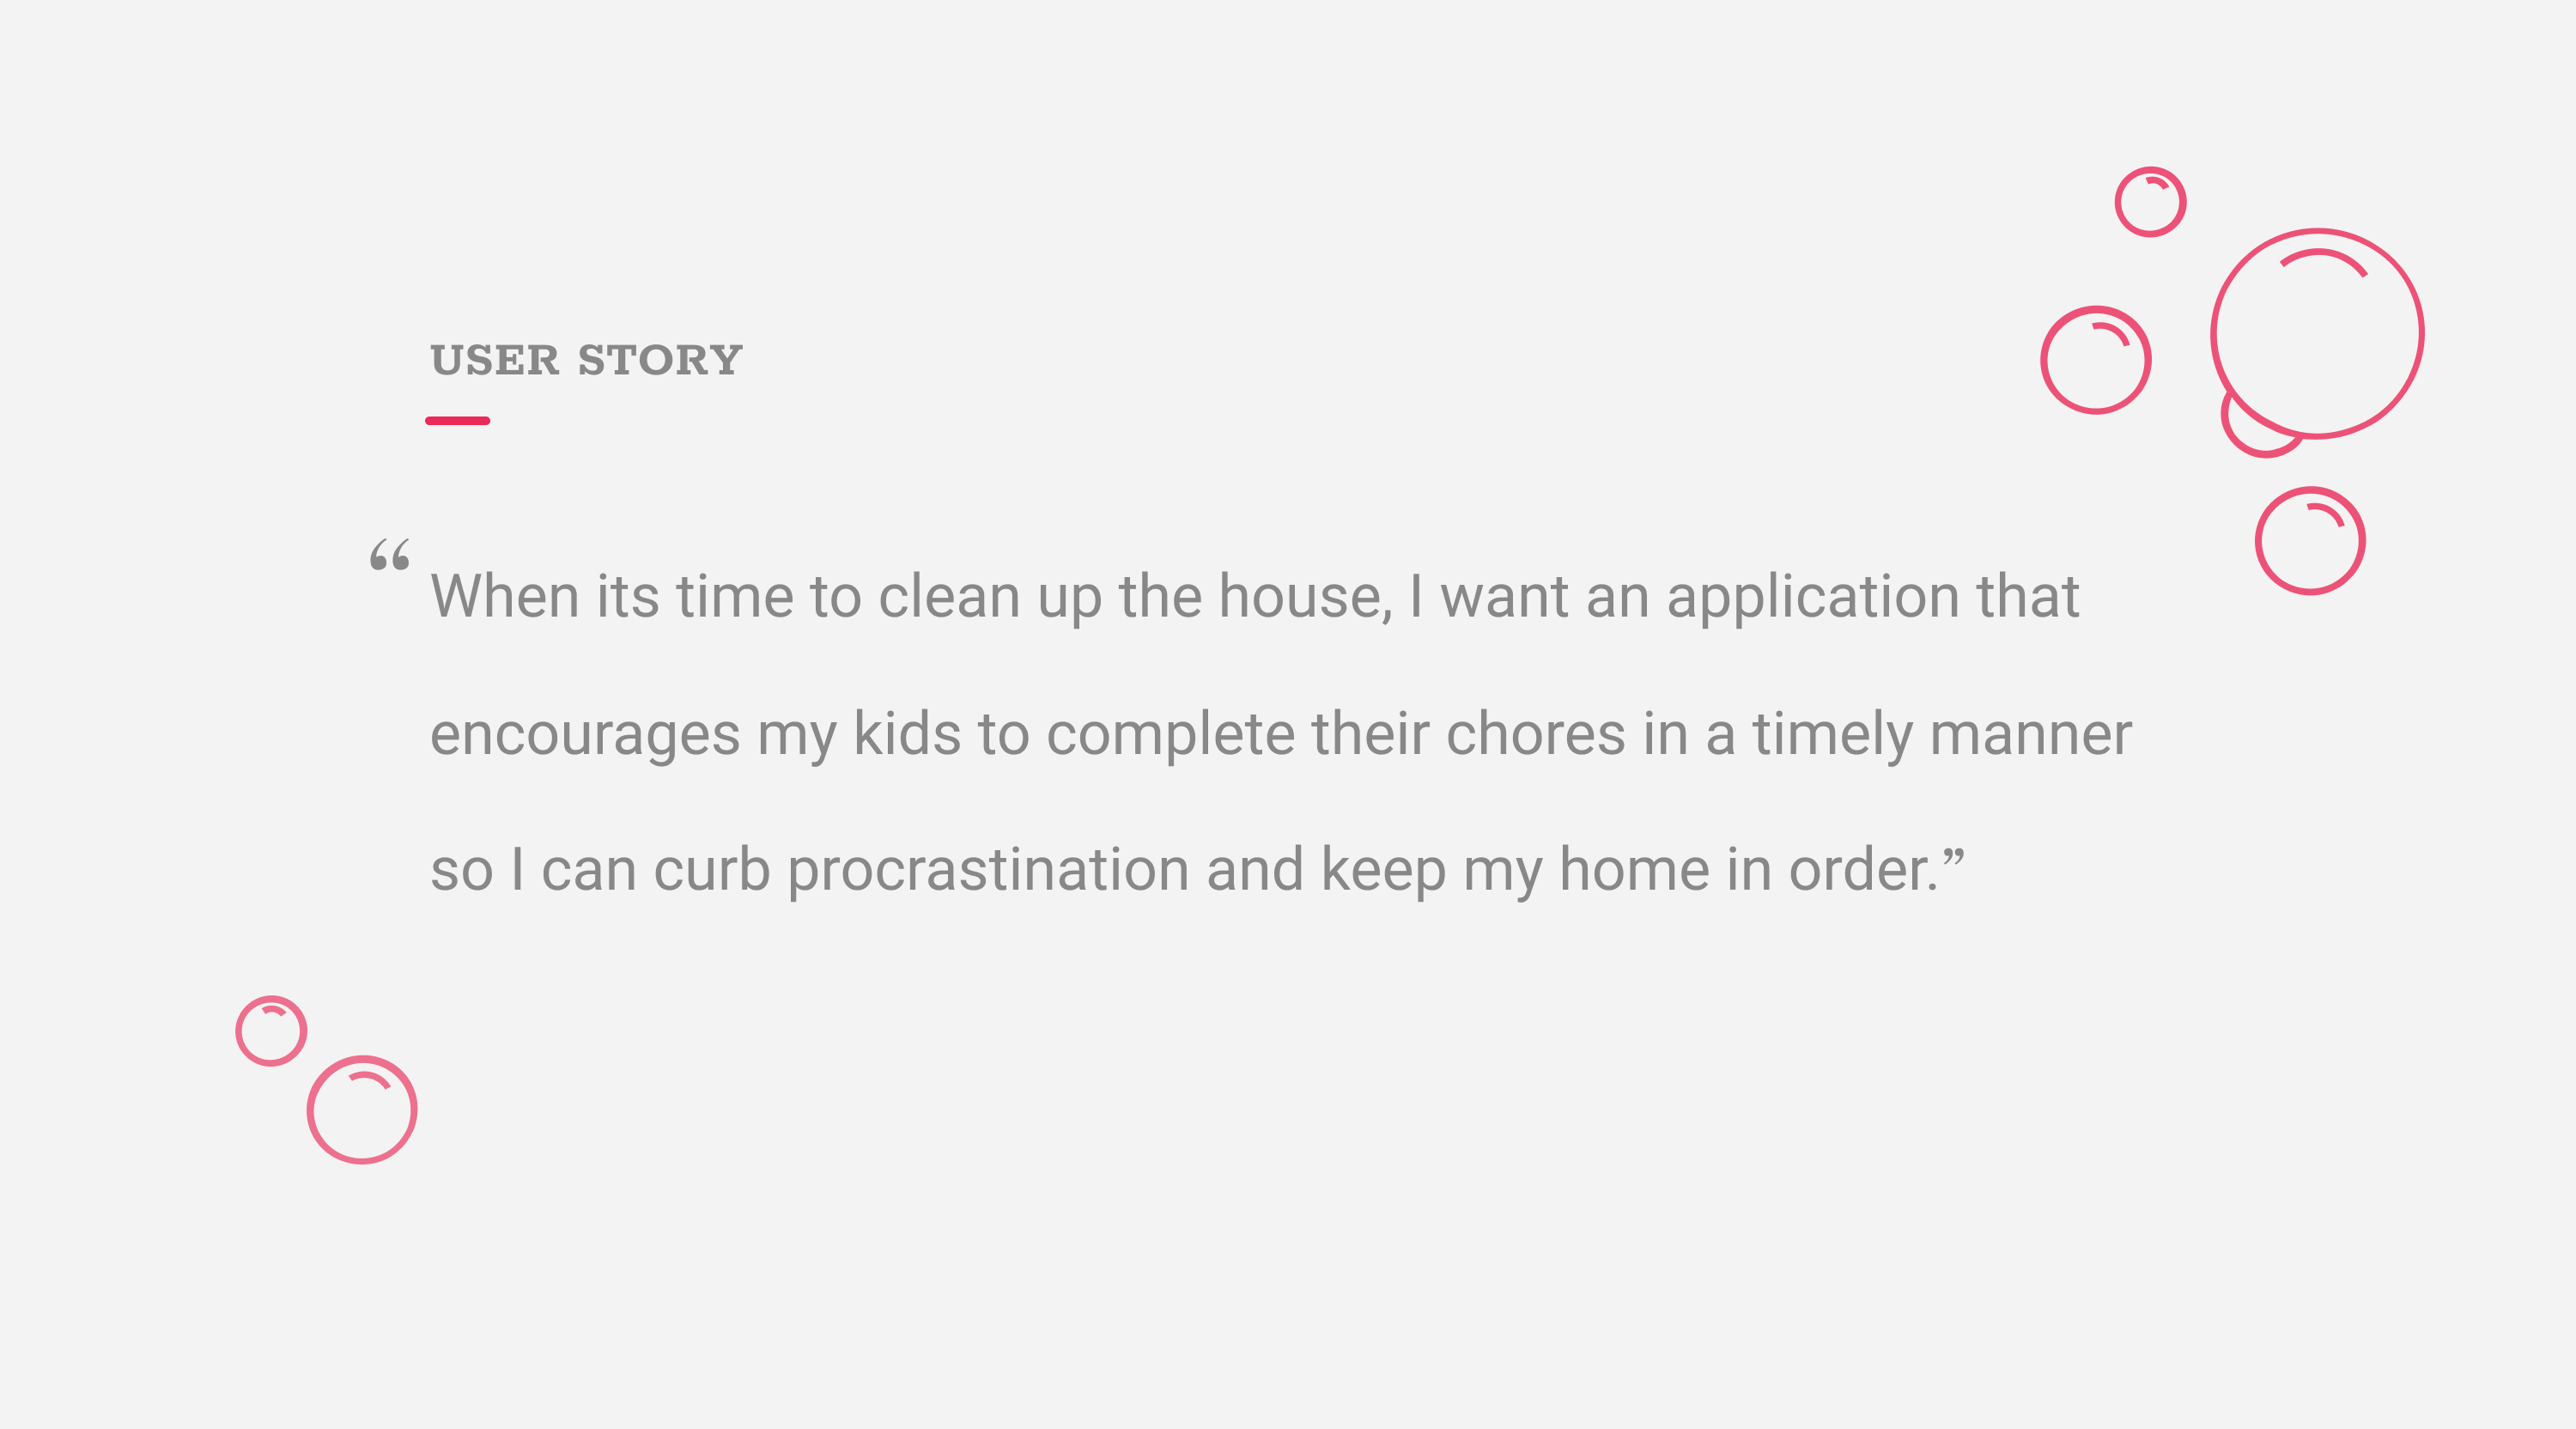 USER STORY
“When its time to clean up the house, I want an application that
encourages my kids to complete their chores in a timely manner
so I can curb procrastination and keep my home in order.”